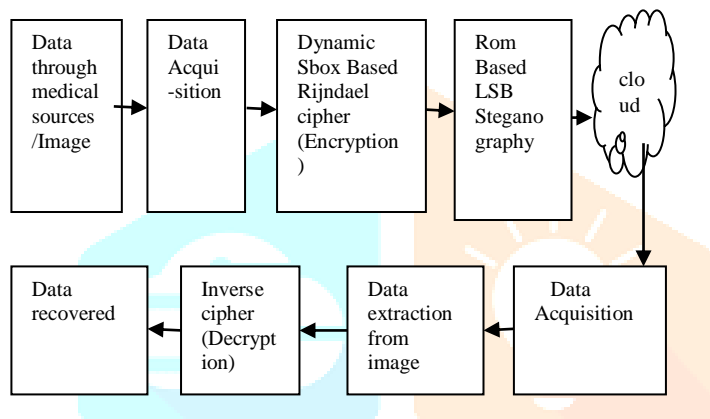 Data
through
medical
sources
/Image
Data
Acqui
-sition
Dynamic
Sbox Based
Rijndael
cipher
(Encryption
)
Rom
Based
LSB
Stegano
graphy
clo
ud
Data
recovered
Inverse
cipher
(Decrypt
ion)
Data
extraction
from
image
Data
Acquisition